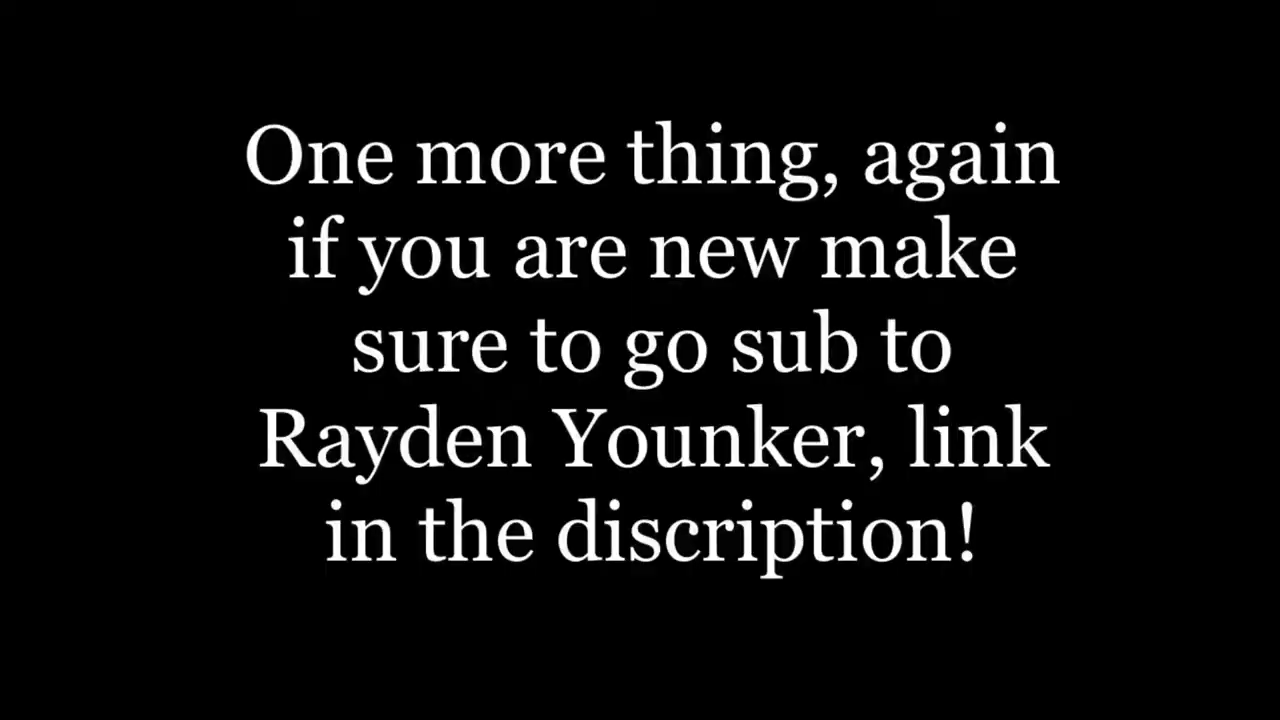 One more thing, again
if you are new make
sure to go sub to
Rayden Younker, link
in the discription!